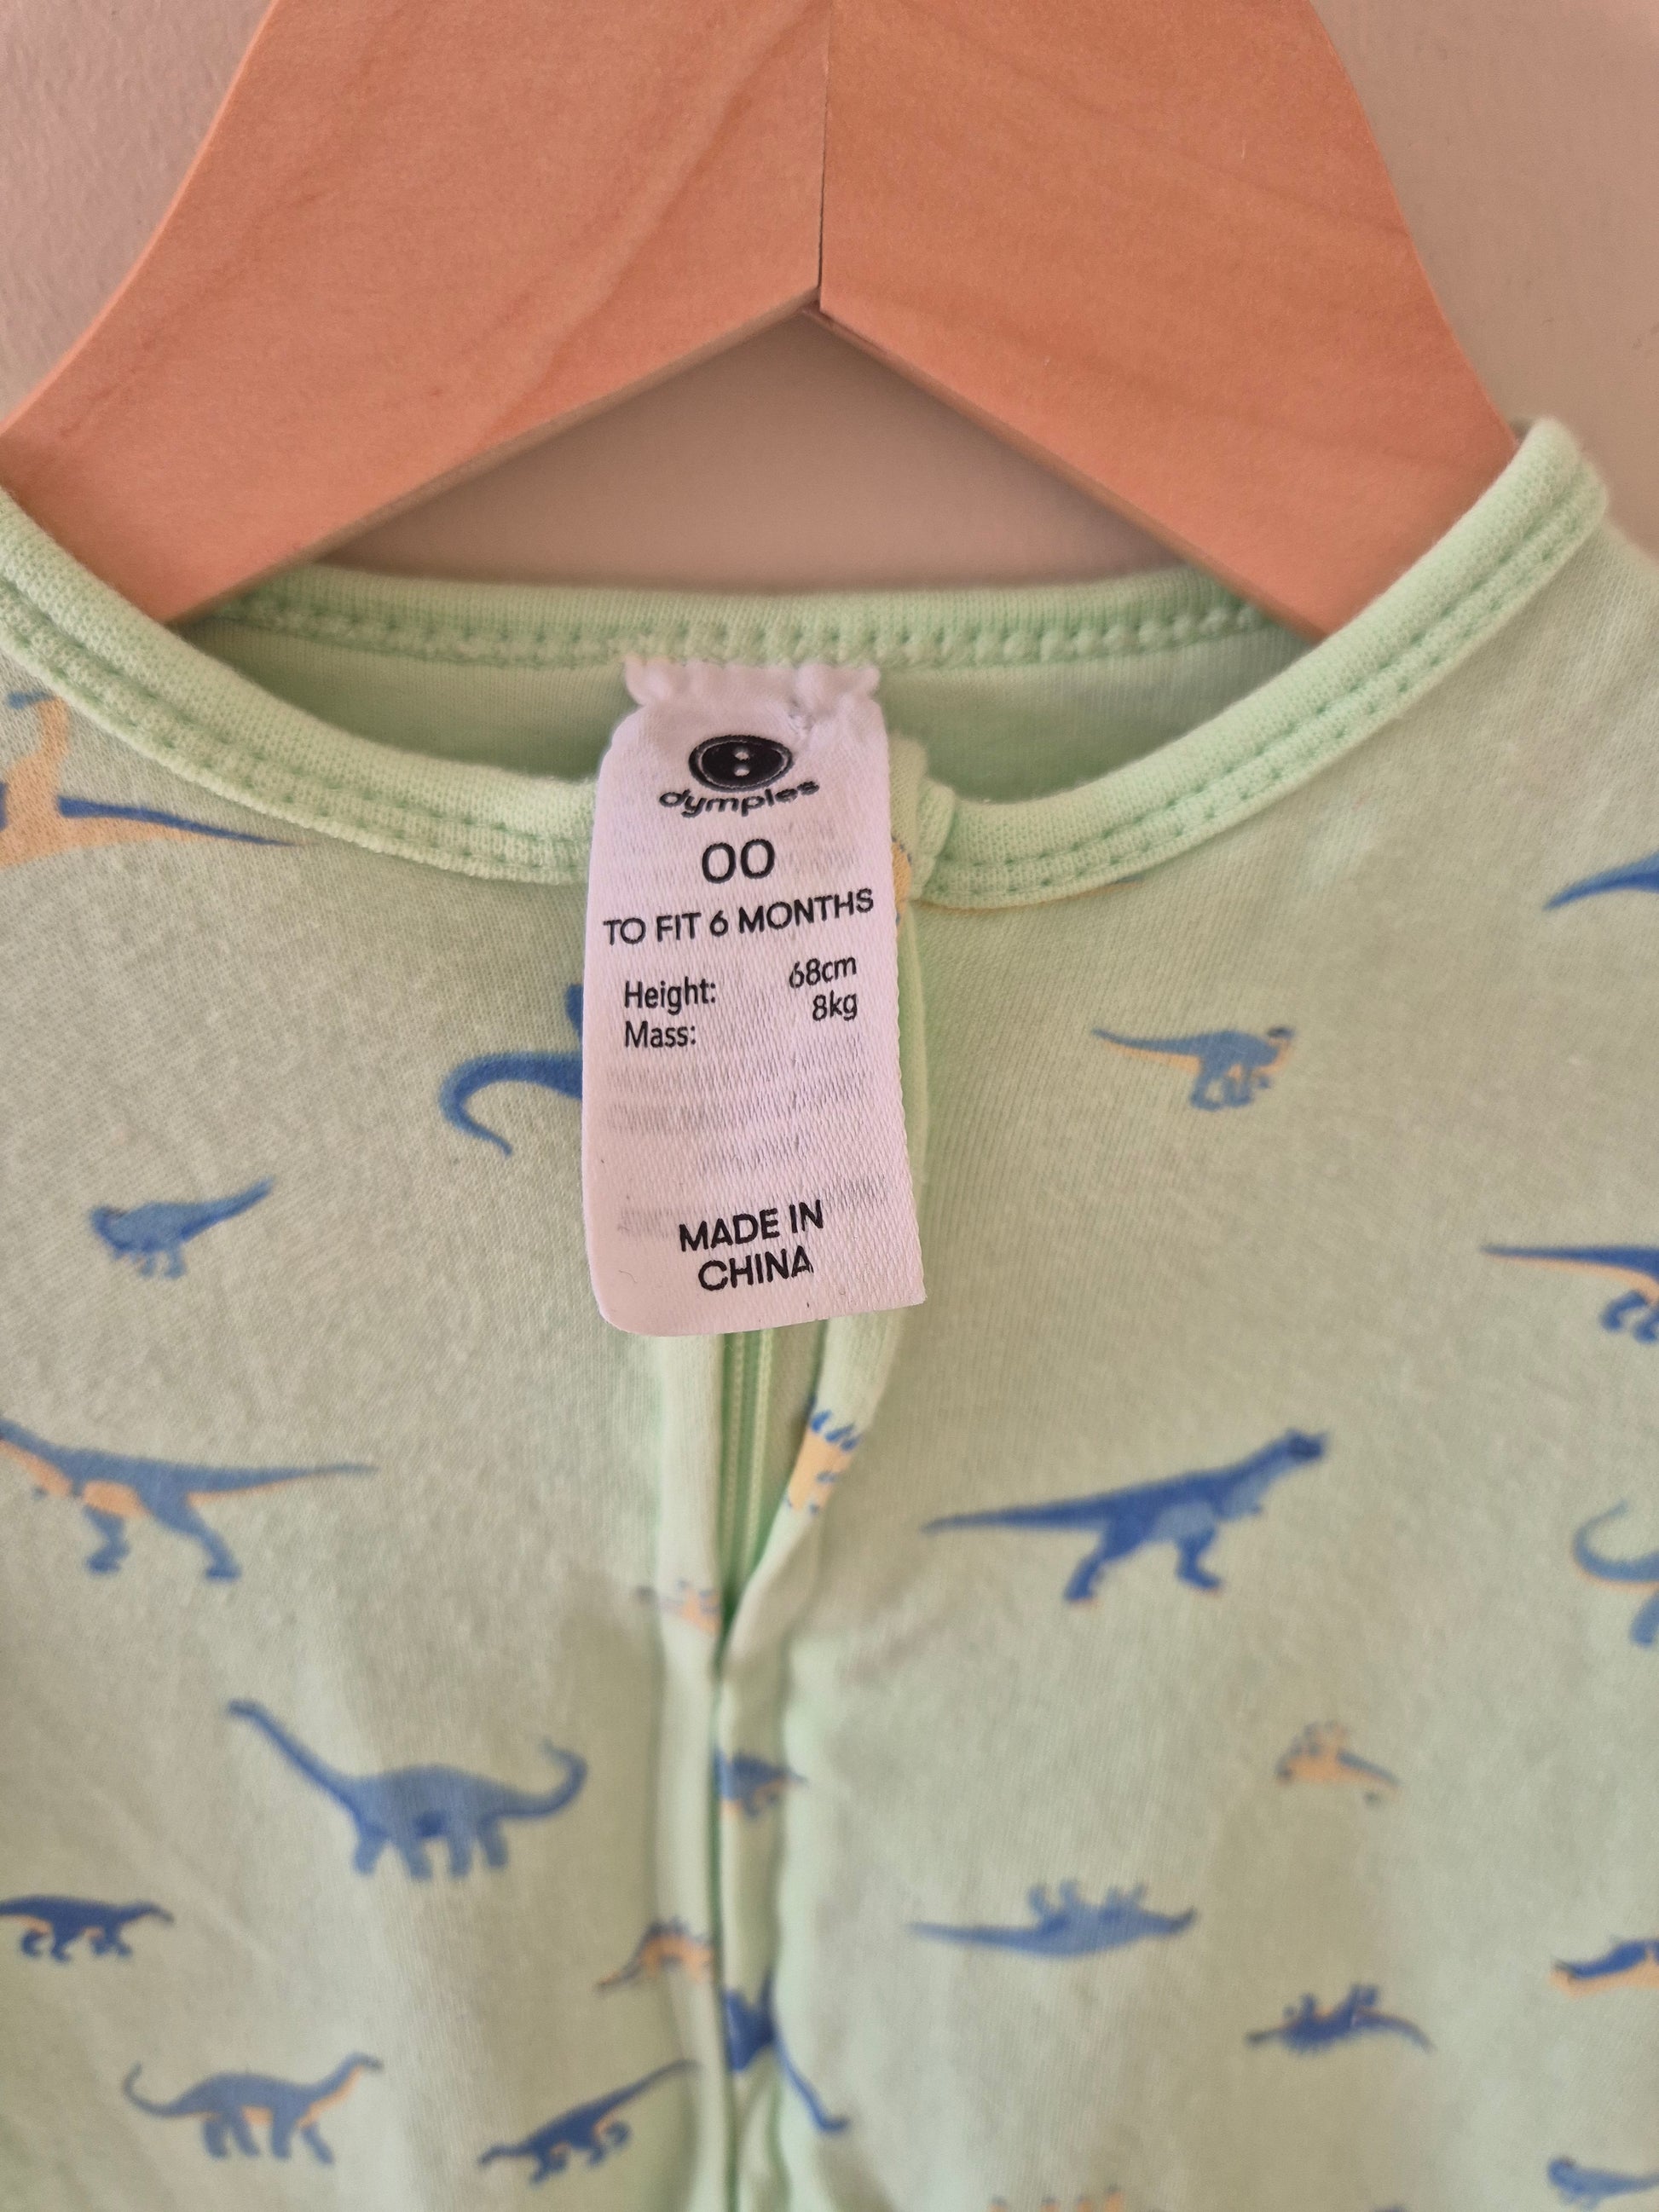 dymples
00
TO FIT 6 MONTHS
Height: 68cm
Mass: 8kg
MADE IN
CHINA